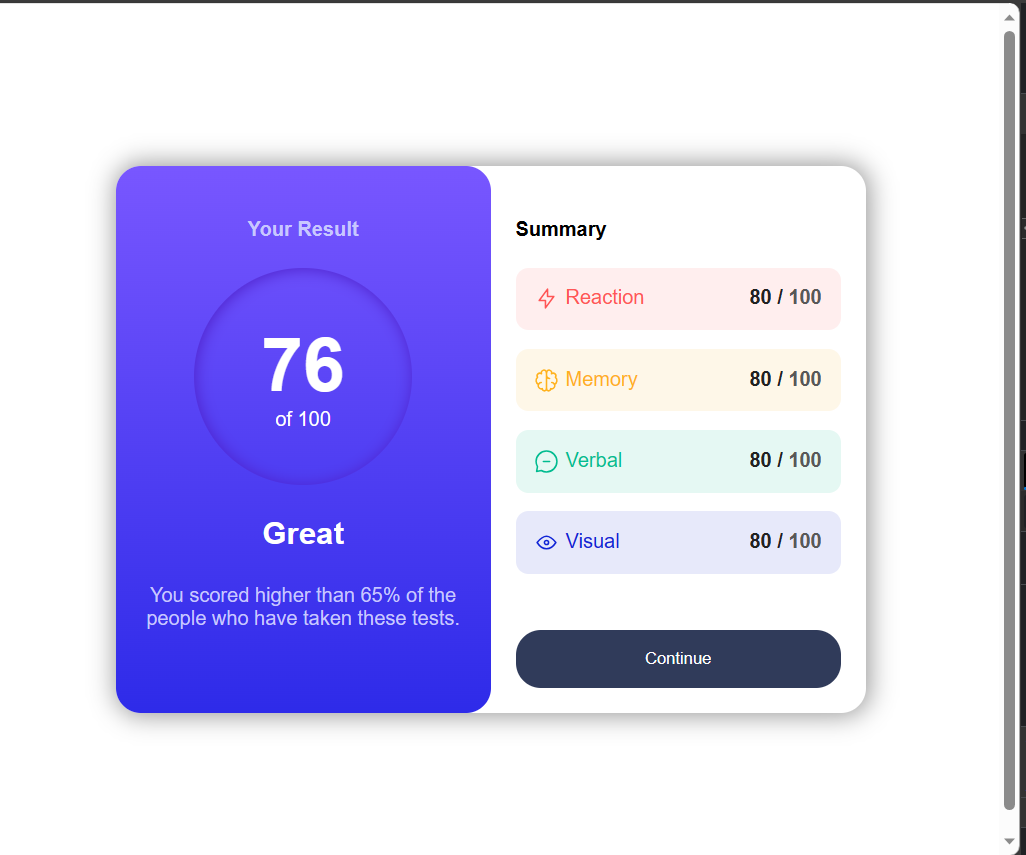 Your Result
76
of 100
Great
You scored higher than 65% of the
people who have taken these tests.
Summary
Reaction 80 / 100
Memory 80 / 100
Verbal 80 / 100
Visual 80 / 100
Continue